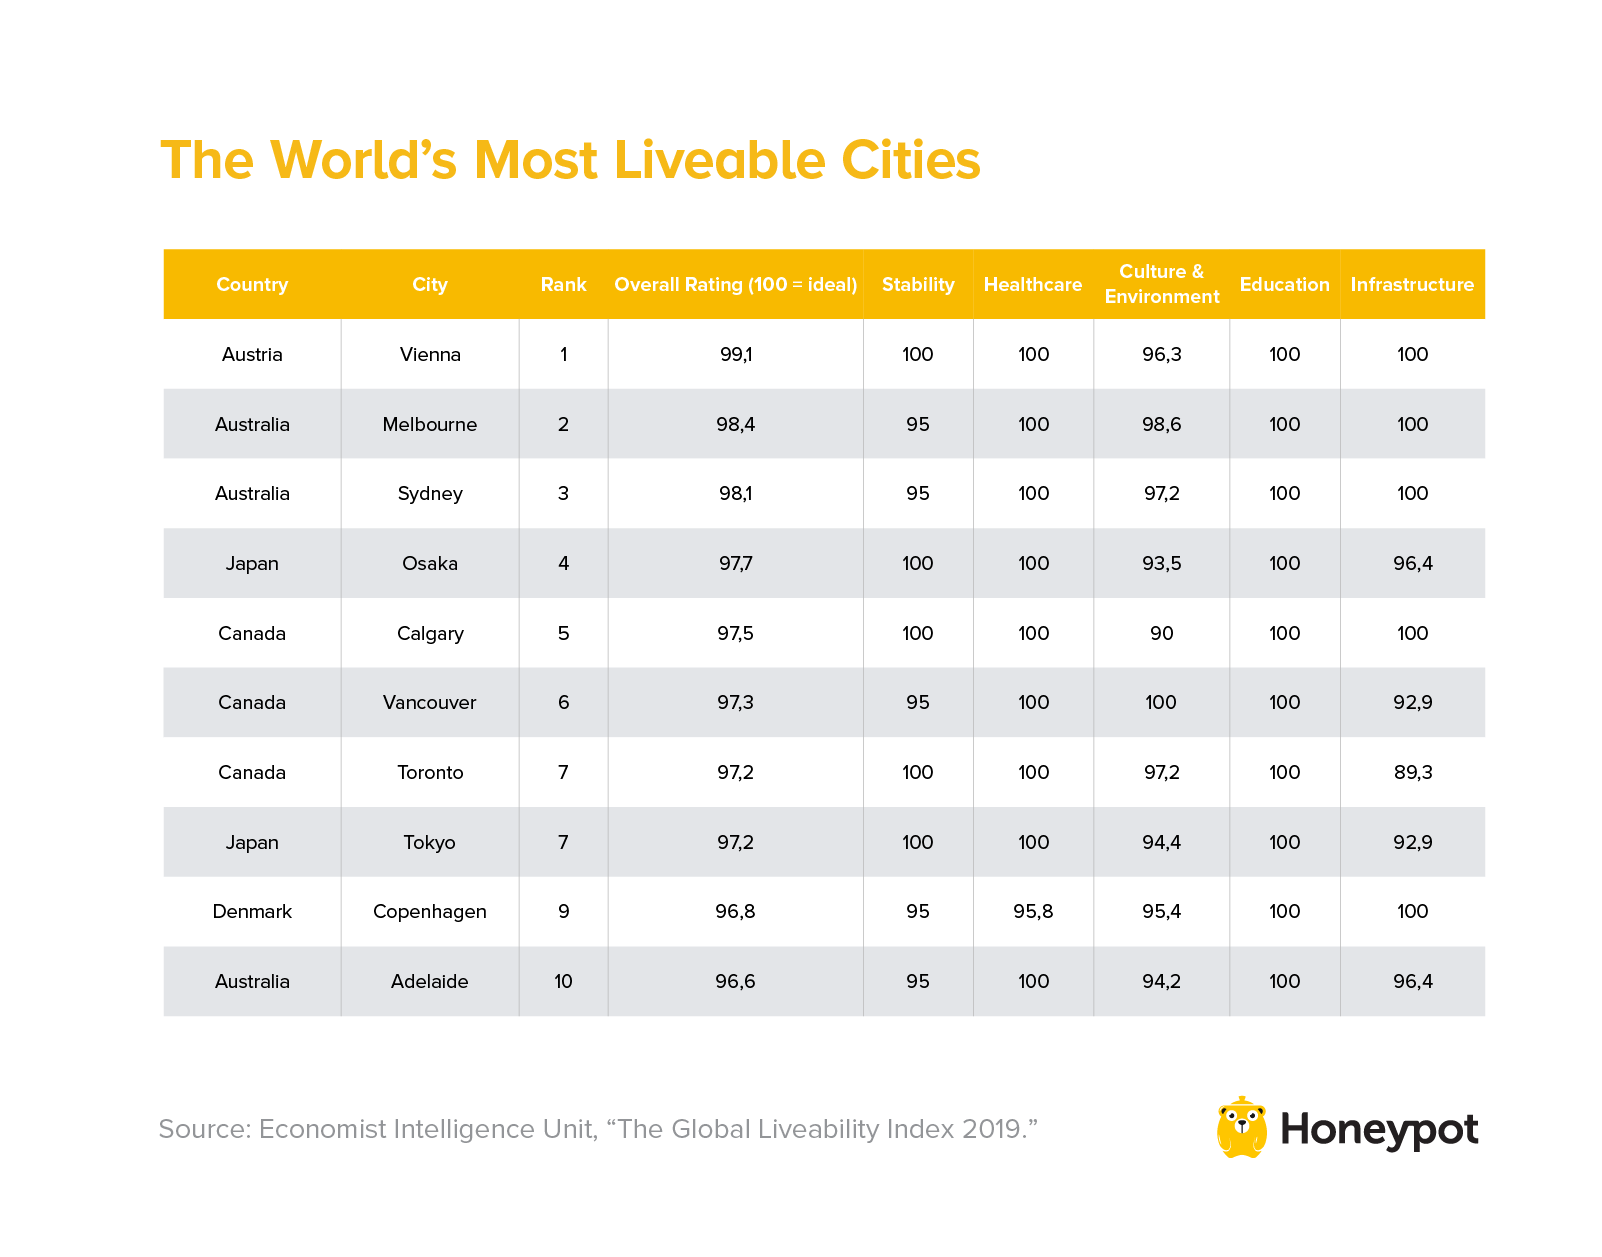 The World's Most Liveable Cities
Country City Rank Overall Rating (100 = ideal) Stability Healthcare Culture & Environment Education Infrastructure
Austria Vienna 1 99,1 100 100 96,3 100 100
Australia Melbourne 2 98,4 95 100 98,6 100 100
Australia Sydney 3 98,1 95 100 97,2 100 100
Japan Osaka 4 97,7 100 100 93,5 100 96,4
Canada Calgary 5 97,5 100 100 90 100 100
Canada Vancouver 6 97,3 95 100 100 100 92,9
Canada Toronto 7 97,2 100 100 97,2 100 89,3
Japan Tokyo 7 97,2 100 100 94,4 100 92,9
Denmark Copenhagen 9 96,8 95 95,8 95,4 100 100
Australia Adelaide 10 96,6 95 100 94,2 100 96,4
Source: Economist Intelligence Unit, “The Global Liveability Index 2019.”
Honeypot